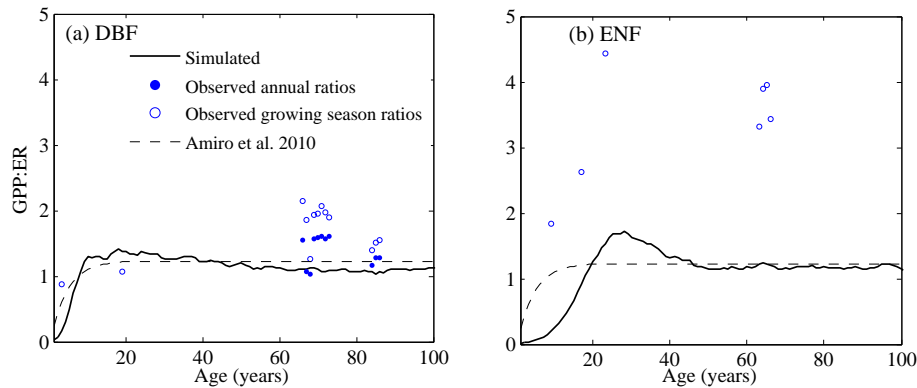 (a) DBF
Simulated
Observed annual ratios
Observed growing season ratios
Amiro et al. 2010
GPP:ER
5
4
3
2
1
0
20
40
60
80
100
Age (years)
(b) ENF
5
4
3
2
1
0
20
40
60
80
100
Age (years)